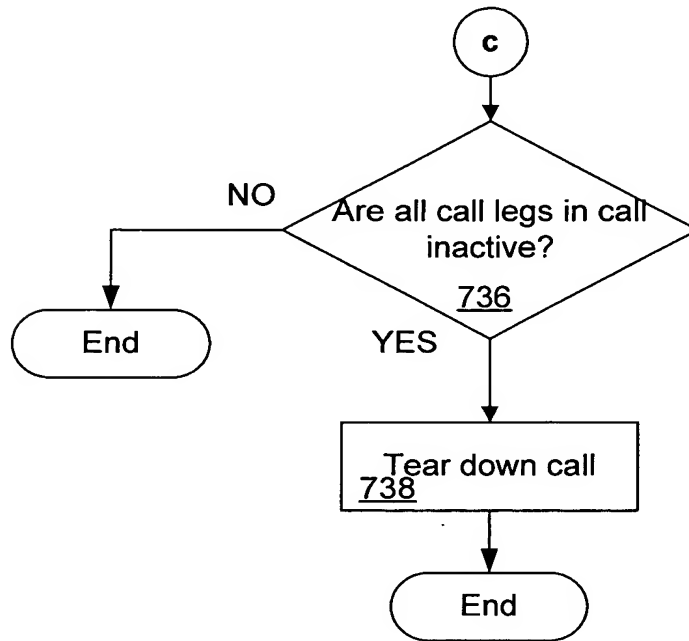 c
NO
Are all call legs in call
inactive?
736
End
YES
Tear down call
738
End